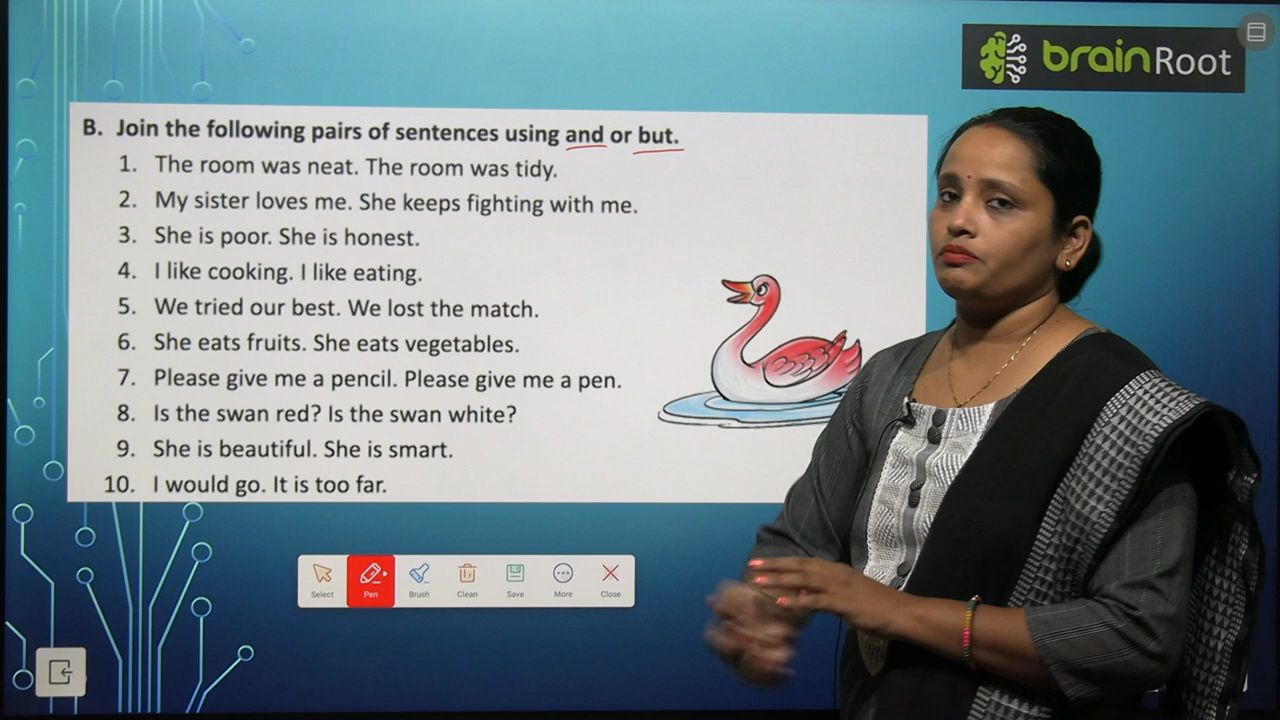 brainRoot
B. Join the following pairs of sentences using and or but.
1. The room was neat. The room was tidy.
2. My sister loves me. She keeps fighting with me.
3. She is poor. She is honest.
4. I like cooking. I like eating.
5. We tried our best. We lost the match.
6. She eats fruits. She eats vegetables.
7. Please give me a pencil. Please give me a pen.
8. Is the swan red? Is the swan white?
9. She is beautiful. She is smart.
10. I would go. It is too far.
Select Pen Brush Clean Save More Close